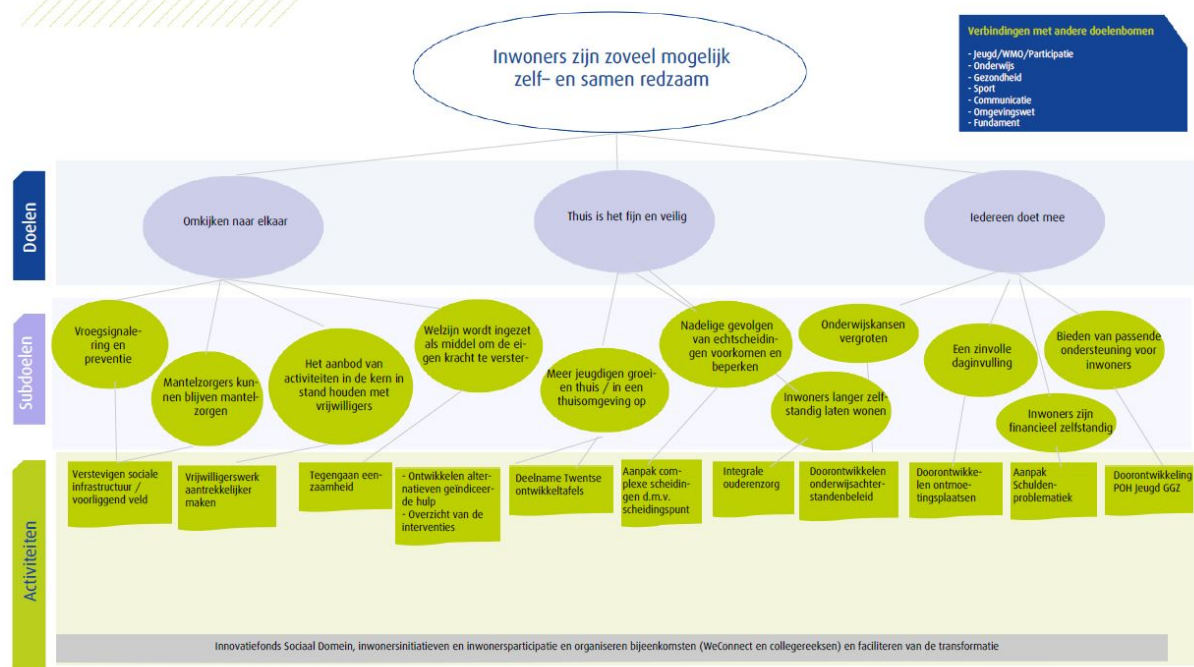 Inwoners zijn zoveel mogelijk
zelf– en samen redzaam
Verbindingen met andere doelenbomen
- Jeugd/WMO/Participatie
- Onderwijs
- Gezondheid
- Sport
- Communicatie
- Omgevingswet
- Fundament
Doelen
Omkijken naar elkaar
Thuis is het fijn en veilig
Iedereen doet mee
Subdoelen
Vroegsignale-
ring en
preventie
Mantelzorgers kun-
nen blijven mantel-
zorgen
Het aanbod van
activiteiten in de kern in
stand houden met
vrijwilligers
Welzijn wordt ingezet
als middel om de ei-
gen kracht te verster-
Meer jeugdigen groei-
en thuis / in een
thuisomgeving op
Nadelige gevolgen
van echtscheidin-
gen voorkomen en
beperken
Inwoners langer zelf-
standig laten wonen
Onderwijskansen
vergroten
Een zinvolle
daginvulling
Inwoners zijn
financieel zelfstandig
Bieden van passende
ondersteuning voor
inwoners
Activiteiten
Verstevigen sociale
infrastructuur /
voorliggend veld
Vrijwilligerswerk
aantrekkelijker
maken
Tegengaan een-
zaamheid
- Ontwikkelen alter-
natieven geïndiceer-
de hulp
- Overzicht van de
interventies
Deelname Twentse
ontwikkeltafels
Aanpak com-
plexe scheidin-
gen d.m.v.
scheidingspunt
Integrale
ouderenzorg
Doorontwikkelen
onderwijsachter-
standenbeleid
Doorontwikke-
len ontmoe-
tingsplaatsen
Aanpak
Schulden-
problematiek
Doorontwikkeling
POH Jeugd GGZ
Innovatiefonds Sociaal Domein, inwonersinitiatieven en inwonersparticipatie en organiseren bijeenkomsten (WeConnect en collegereeksen) en faciliteren van de transformatie